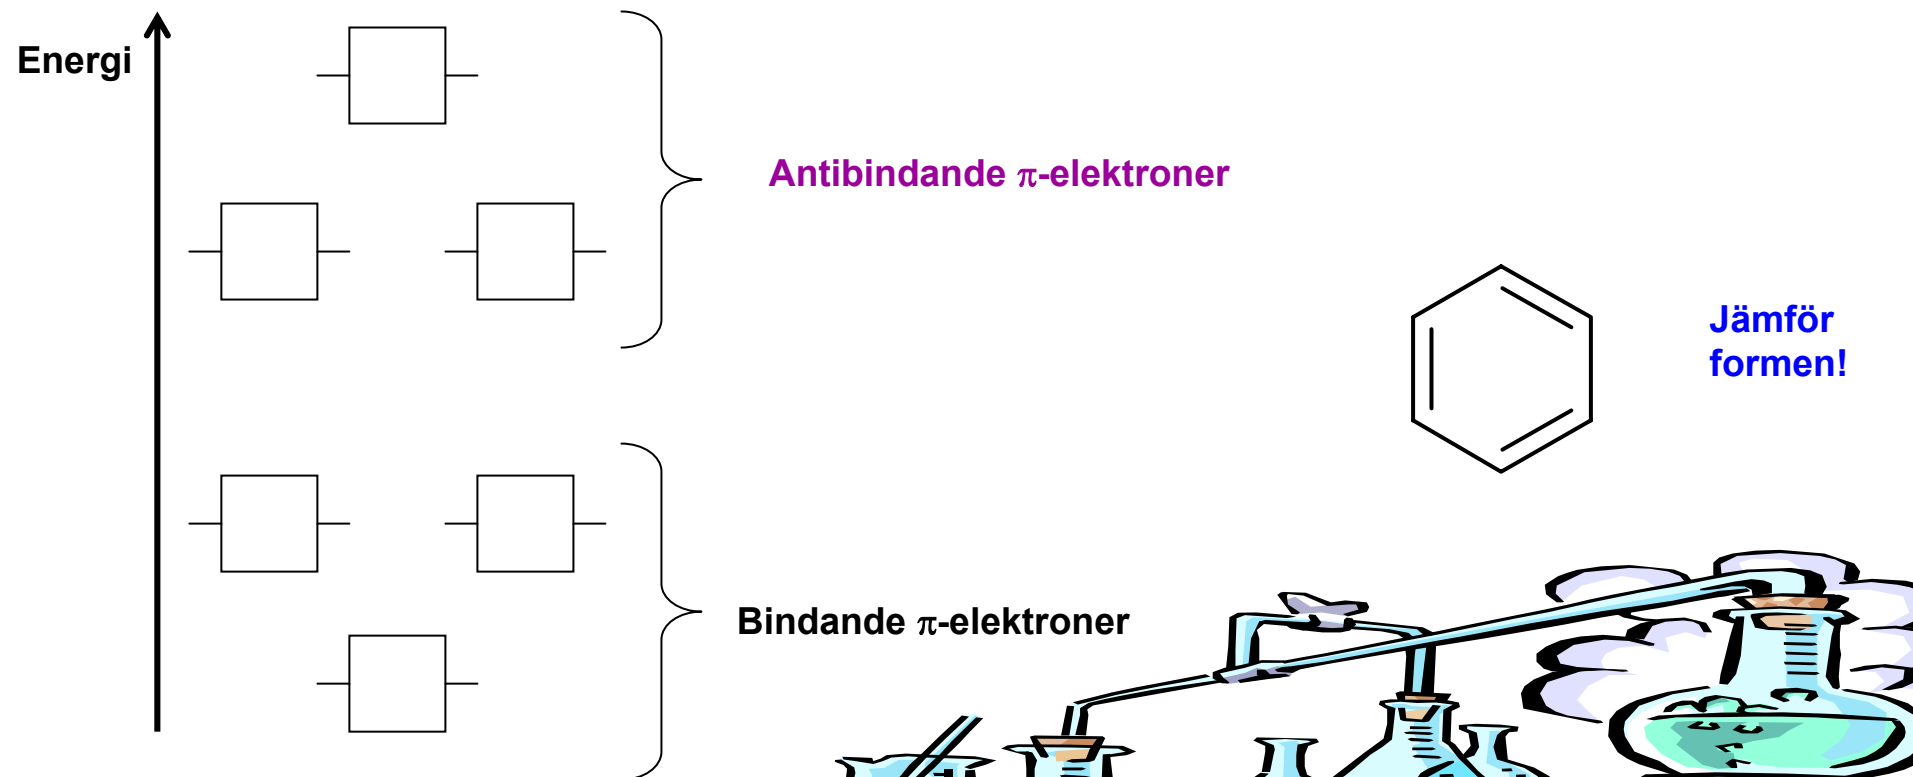 Energi
Antibindande π-elektroner
Jämför
formen!
Bindande π-elektroner